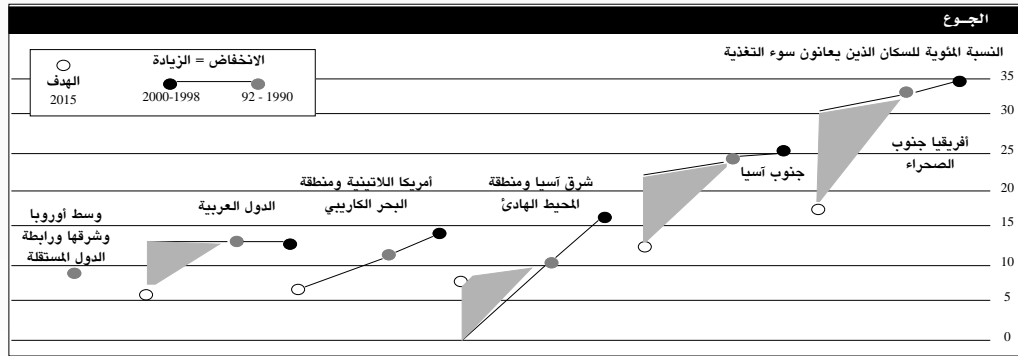 الجــوع
النسبة المئوية للسكان الذين يعانون سوء التغذية
الانخفاض = الزيادة
الهدف
2015
2000-1998
92 - 1990
35
30
25
20
15
10
5
0
أفريقيا جنوب
الصحراء
جنوب آسيا
شرق آسيا ومنطقة
المحيط الهادئ
أمريكا اللاتينية ومنطقة
البحر الكاريبي
الدول العربية
وسط أوروبا
وشرقها ورابطة
الدول المستقلة